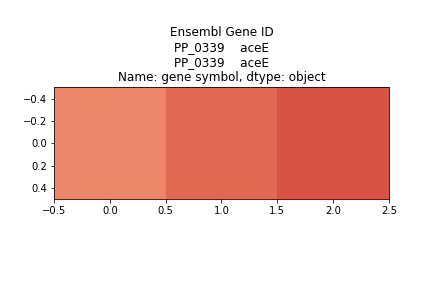 Ensembl Gene ID
PP_0339    aceE
PP_0339    aceE
Name: gene symbol, dtype: object
−0.4
−0.2
0.0
0.2
0.4
−0.5 0.0 0.5 1.0 1.5 2.0 2.5